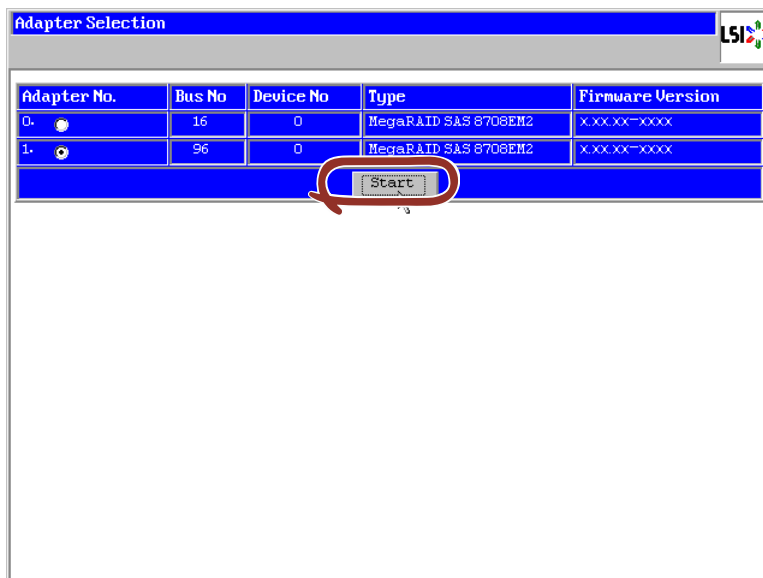 Adapter Selection
LSI
Adapter No. Bus No Device No Type Firmware Version
0. 16 0 MegaRAID SAS 8708EM2 X.XX.XX-XXXX
1. 96 0 MegaRAID SAS 8708EM2 X.XX.XX-XXXX
Start